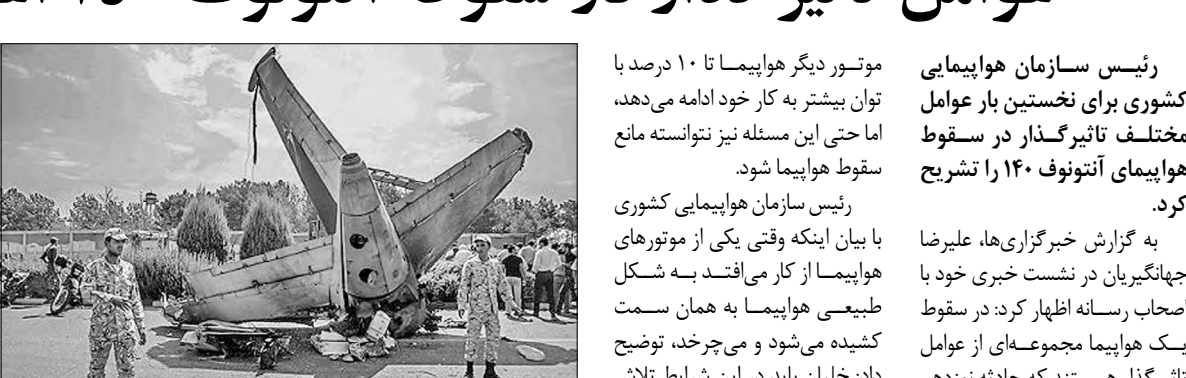 رئیس سازمان هواپیمایی
کشوری برای نخستین بار عوامل
مختلف تاثیرگذار در سقوط
هواپیمای آنتونوف ۱۴۰ را تشریح
کرد.
به گزارش خبرگزاری‌ها، علیرضا
جهانگیریان در نشست خبری خود با
اصحاب رسانه اظهار کرد: در سقوط
یک هواپیما مجموعه‌ای از عوامل
موتور دیگر هواپیما تا ۱۰ درصد با
توان بیشتر به کار خود ادامه می‌دهد،
اما حتی این مسئله نیز نتوانسته مانع
سقوط هواپیما شود.
رئیس سازمان هواپیمایی کشوری
با بیان اینکه وقتی یکی از موتورهای
هواپیما از کار می‌افتد به شکل
طبیعی هواپیما به همان سمت
کشیده می‌شود و می‌چرخد، توضیح